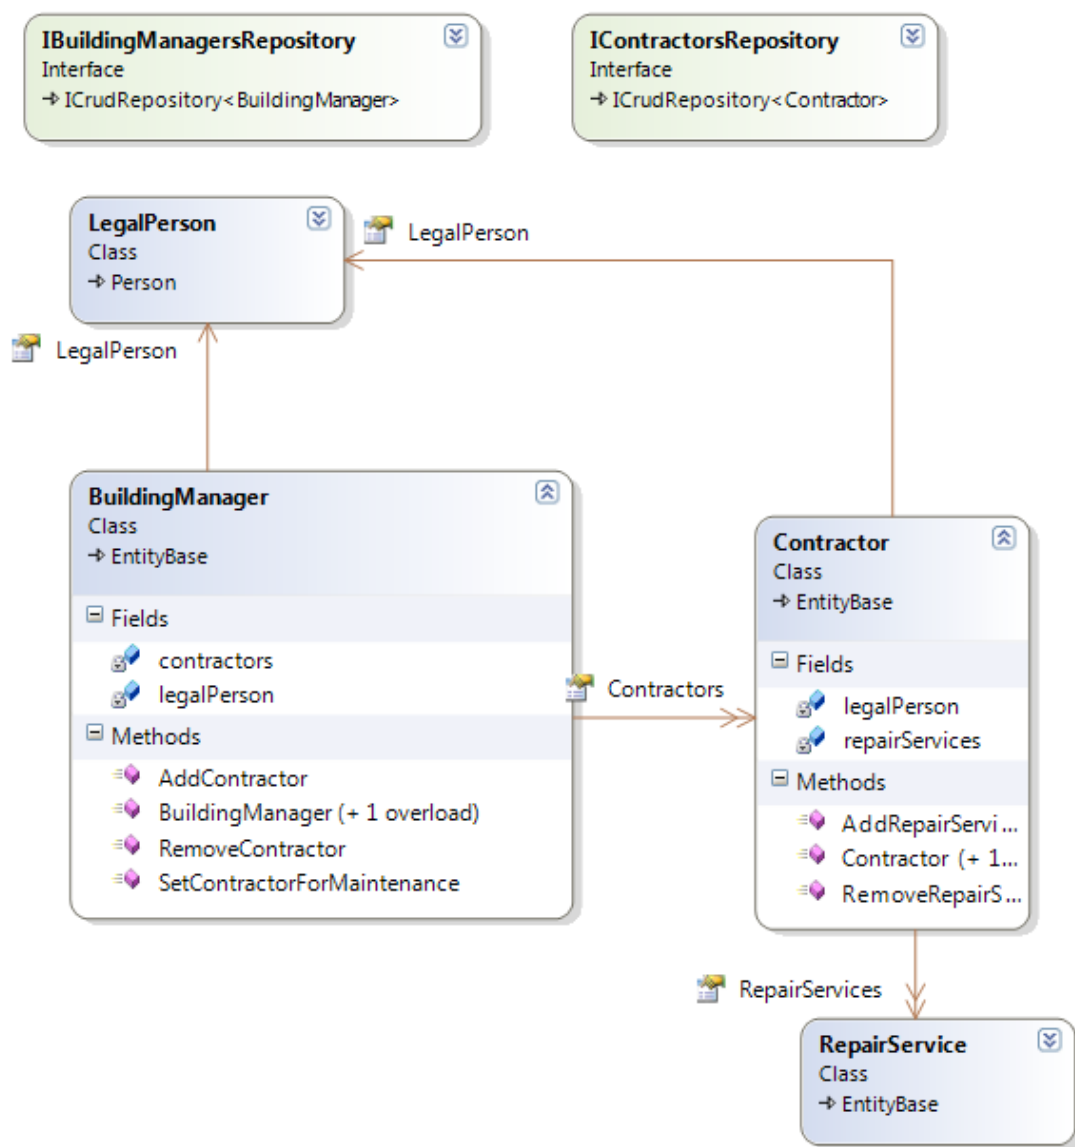 IBuildingManagersRepository
Interface
ICrudRepository<BuildingManager>
IContractorsRepository
Interface
ICrudRepository<Contractor>
LegalPerson
Class
Person
LegalPerson
LegalPerson
BuildingManager
Class
EntityBase
Fields
contractors
legalPerson
Methods
AddContractor
BuildingManager (+ 1 overload)
RemoveContractor
SetContractorForMaintenance
Contractors
Contractor
Class
EntityBase
Fields
legalPerson
repairServices
Methods
AddRepairServi...
Contractor (+ 1...
RemoveRepairS...
RepairServices
RepairService
Class
EntityBase